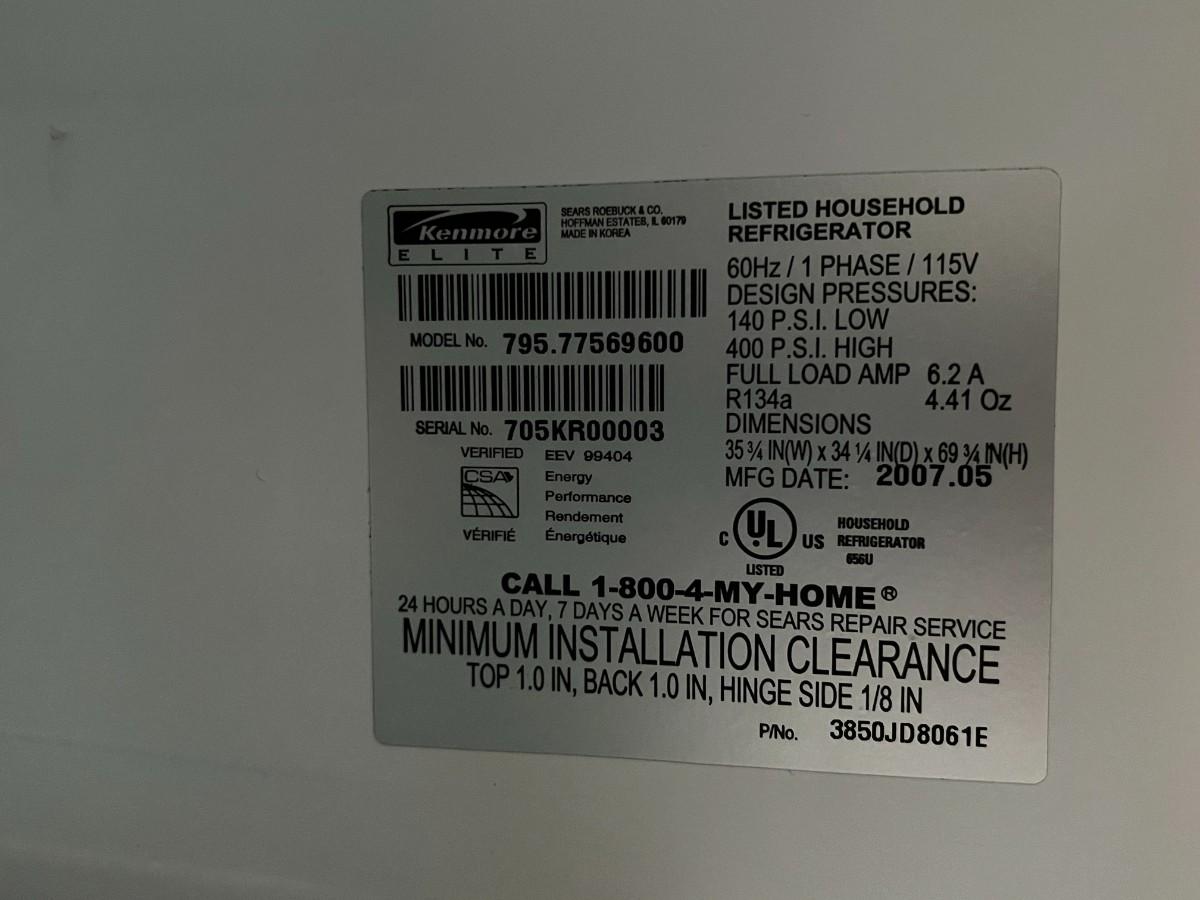 Kenmore
ELITE
SEARS ROEBUCK & CO.
HOFFMAN ESTATES, IL 60179
MADE IN KOREA
MODEL No. 795.77569600
SERIAL No. 705KR00003
VERIFIED
CSA
VÉRIFIÉ
EEV 99404
Energy
Performance
Rendement
Énergétique
LISTED HOUSEHOLD
REFRIGERATOR
60Hz / 1 PHASE / 115V
DESIGN PRESSURES:
140 P.S.I. LOW
400 P.S.I. HIGH
FULL LOAD AMP 6.2 A
R134a 4.41 Oz
DIMENSIONS
35 ¾ IN(W) x 34 ¼ IN(D) x 69 ¾ IN(H)
MFG DATE: 2007.05
C UL US
LISTED
HOUSEHOLD
REFRIGERATOR
656U
CALL 1-800-4-MY-HOME®
24 HOURS A DAY, 7 DAYS A WEEK FOR SEARS REPAIR SERVICE
MINIMUM INSTALLATION CLEARANCE
TOP 1.0 IN, BACK 1.0 IN, HINGE SIDE 1/8 IN
P/No. 3850JD8061E